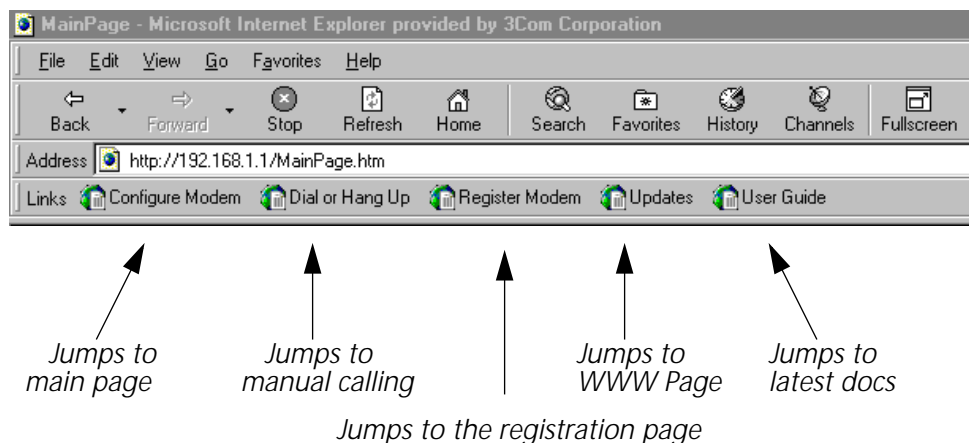 MainPage - Microsoft Internet Explorer provided by 3Com Corporation
File Edit View Go Favorites Help
Back Forward Stop Refresh Home Search Favorites History Channels Fullscreen
Address http://192.168.1.1/MainPage.htm
Links Configure Modem Dial or Hang Up Register Modem Updates User Guide
Jumps to main page
Jumps to manual calling
Jumps to WWW Page
Jumps to latest docs
Jumps to the registration page